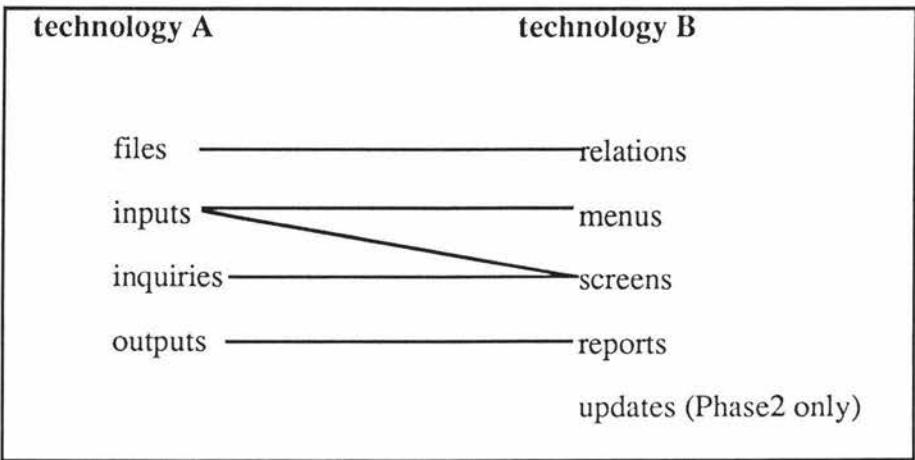 technology A technology B
files relations
inputs menus
inquiries screens
outputs reports
updates (Phase2 only)